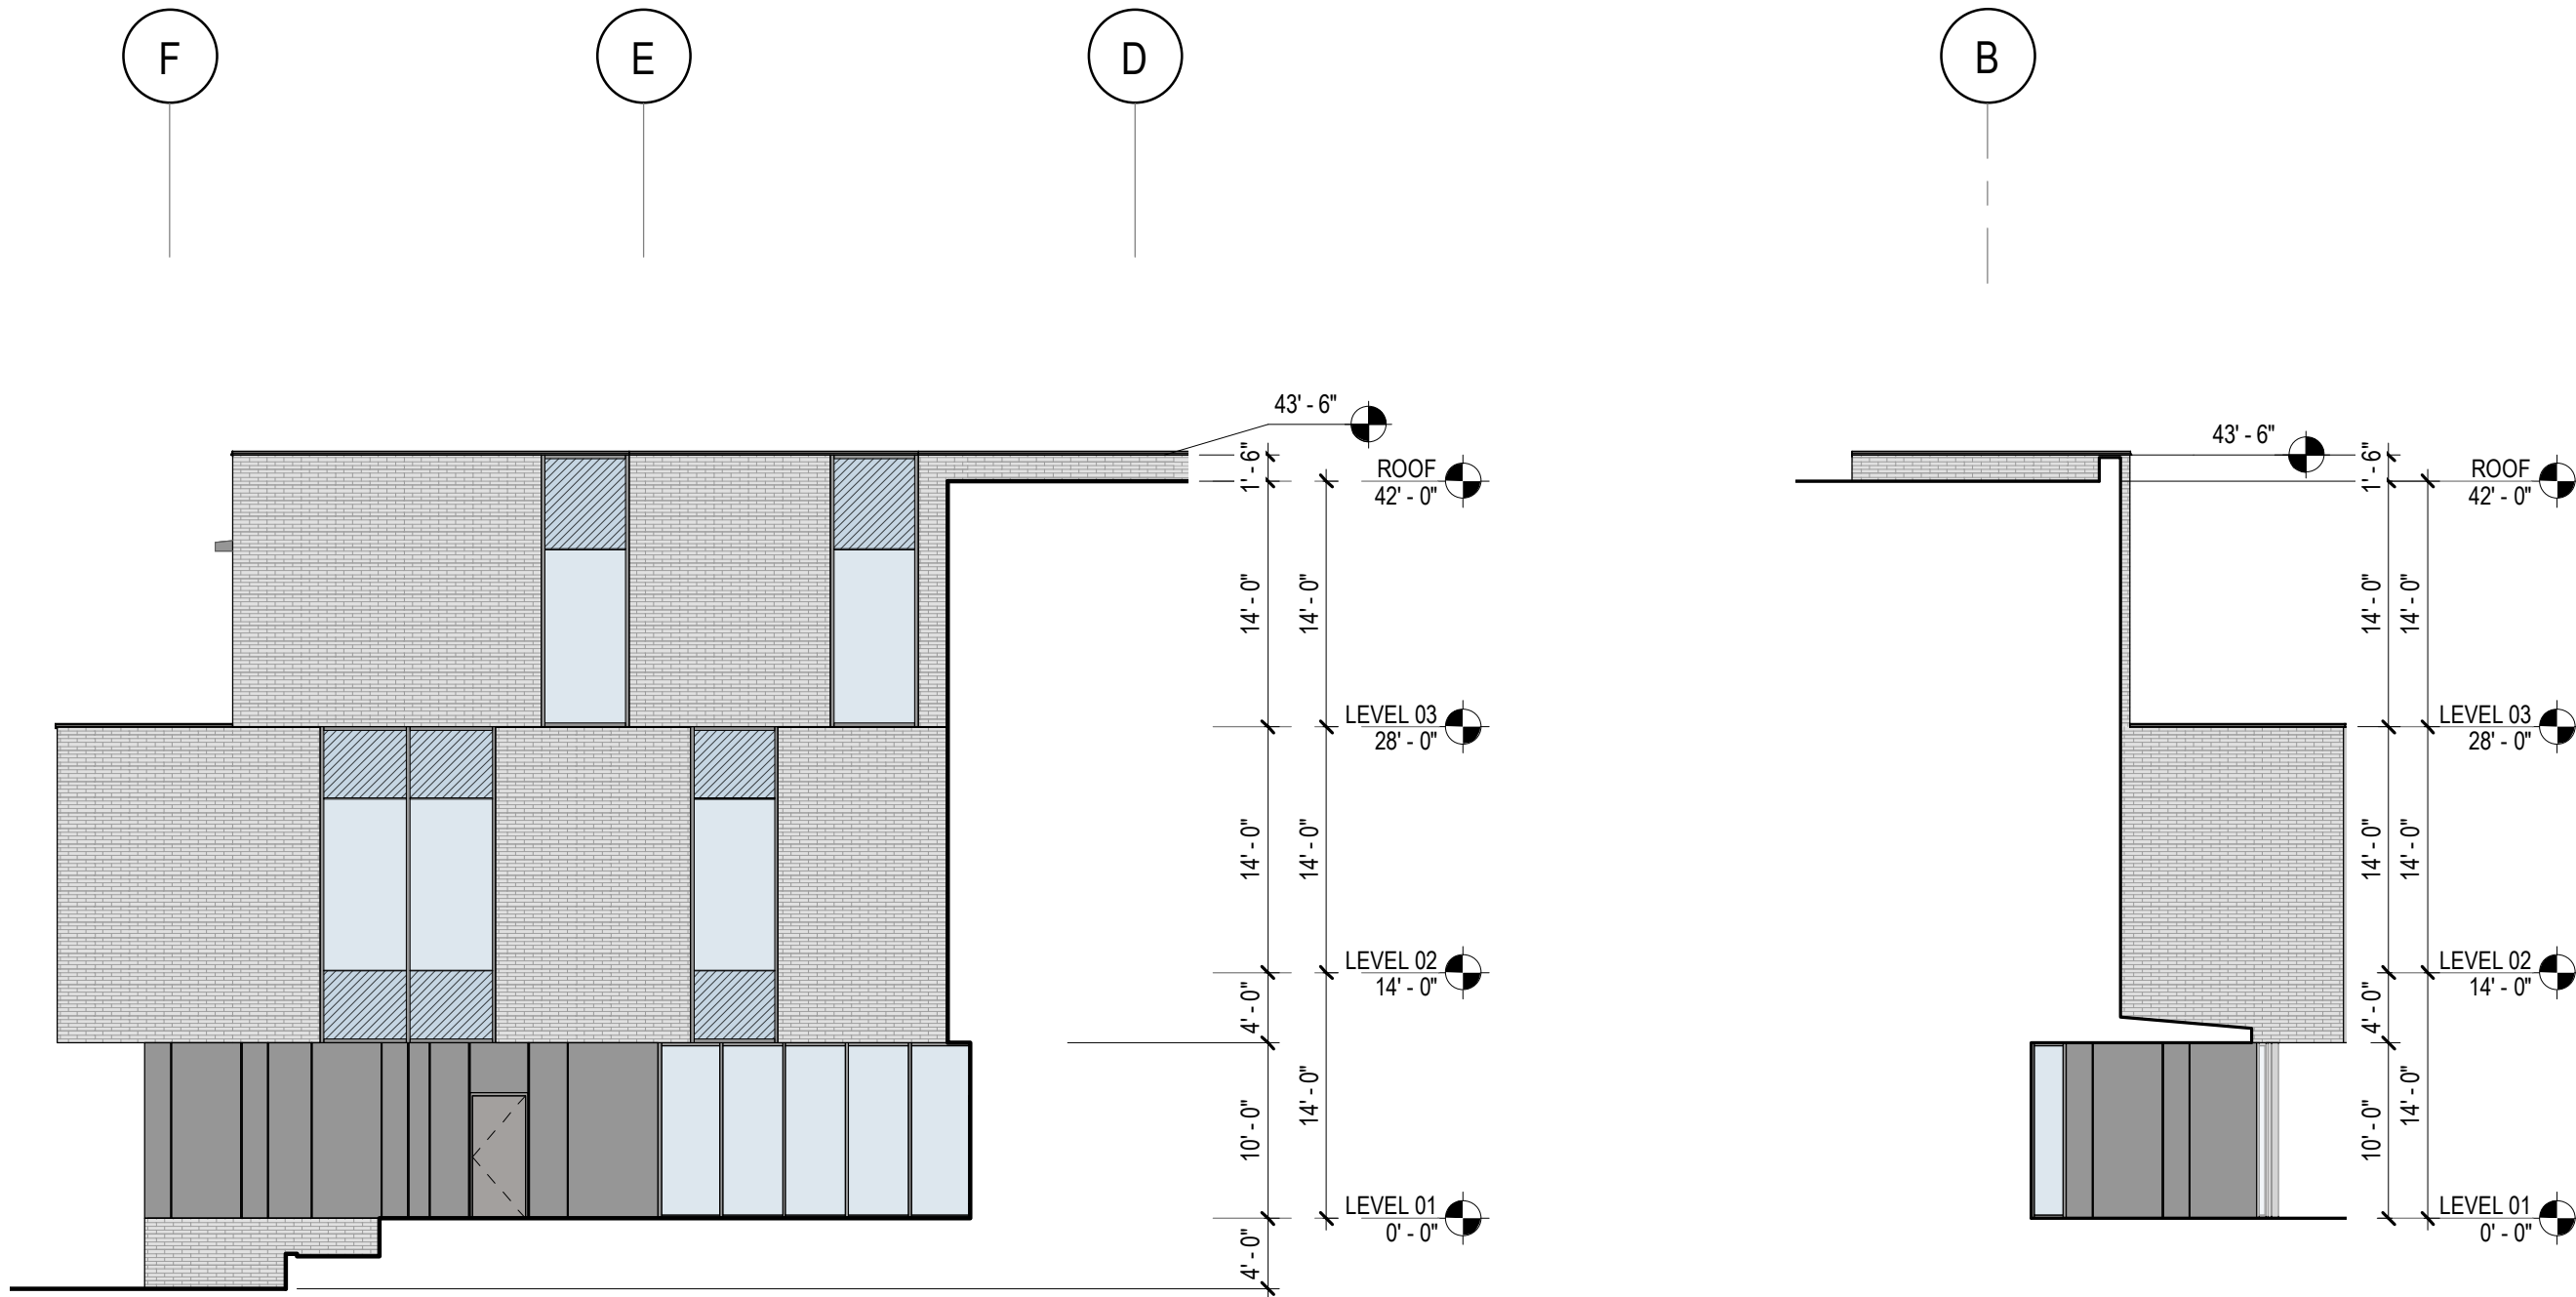 F
E
D
B
43' - 6"
1' - 6"
ROOF
42' - 0"
14' - 0"
14' - 0"
LEVEL 03
28' - 0"
14' - 0"
14' - 0"
LEVEL 02
14' - 0"
4' - 0"
10' - 0"
14' - 0"
LEVEL 01
0' - 0"
4' - 0"
43' - 6"
1' - 6"
ROOF
42' - 0"
14' - 0"
14' - 0"
LEVEL 03
28' - 0"
14' - 0"
14' - 0"
LEVEL 02
14' - 0"
4' - 0"
10' - 0"
14' - 0"
LEVEL 01
0' - 0"